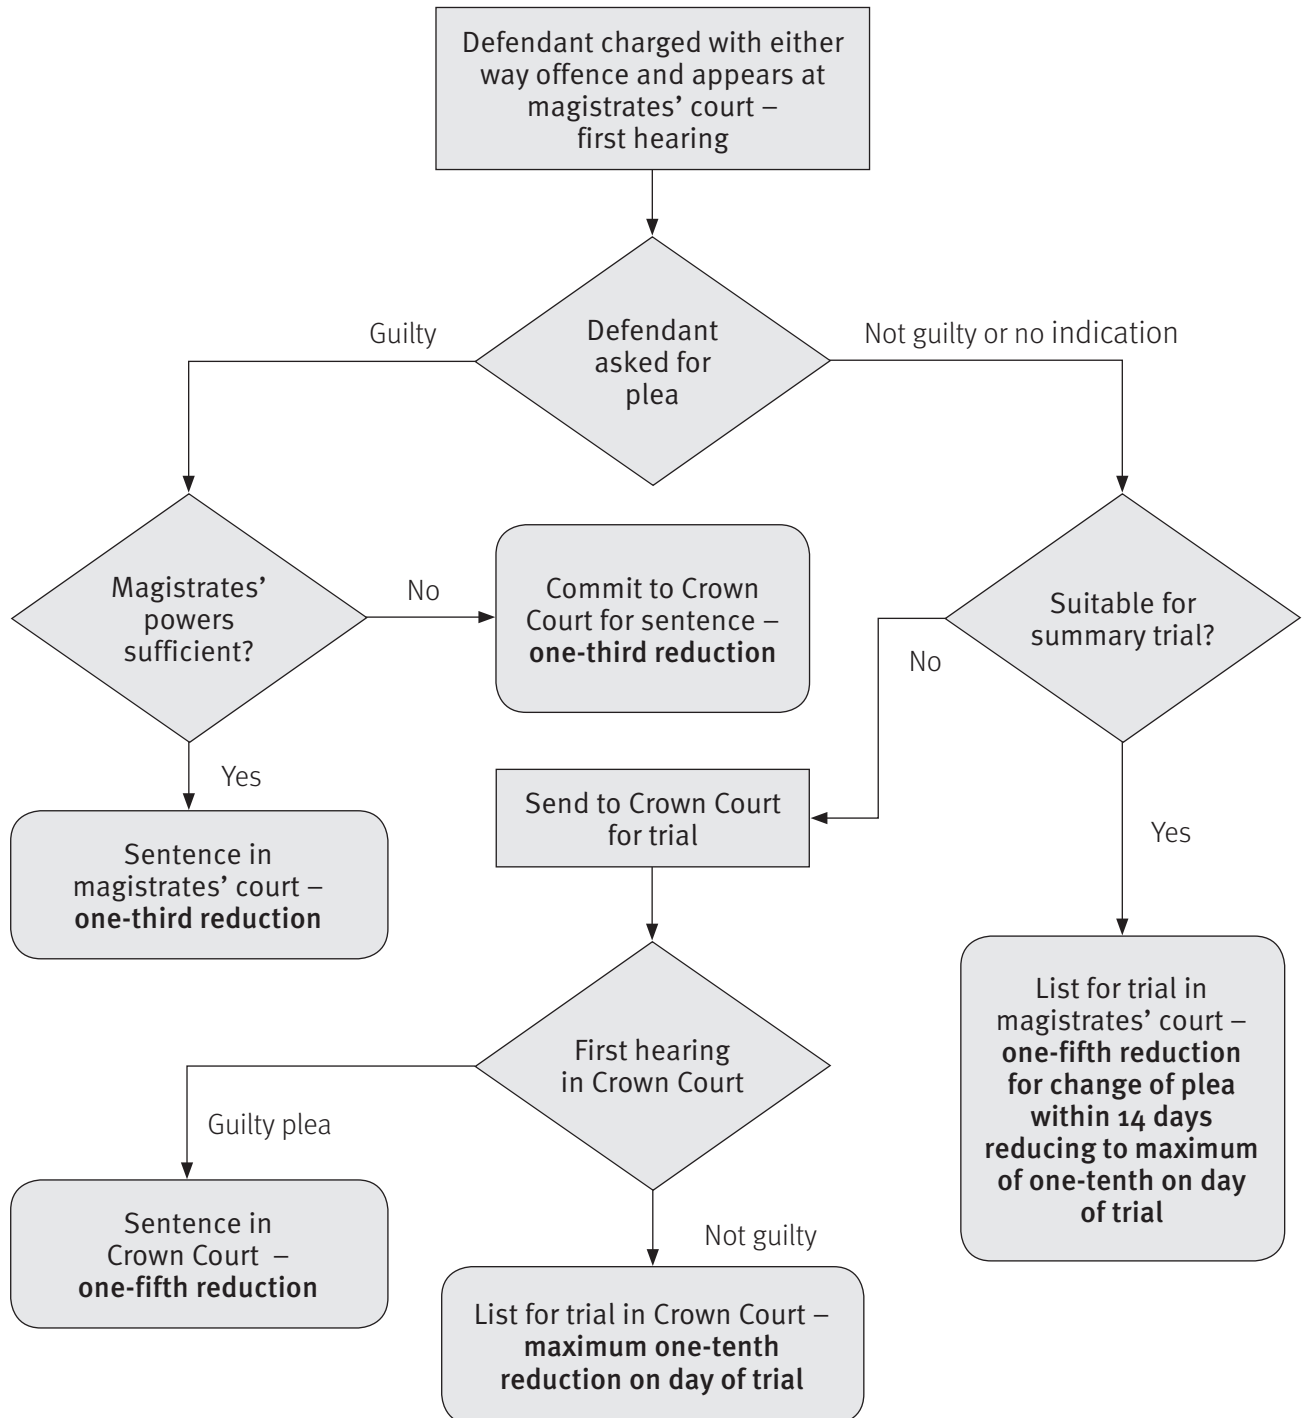 Defendant charged with either
way offence and appears at
magistrates’ court –
first hearing
Guilty
Defendant
asked for
plea
Not guilty or no indication
Magistrates’
powers
sufficient?
No
Commit to Crown
Court for sentence –
one-third reduction
Suitable for
summary trial?
No
Yes
Sentence in
magistrates’ court –
one-third reduction
Send to Crown Court
for trial
Yes
First hearing
in Crown Court
List for trial in
magistrates’ court –
one-fifth reduction
for change of plea
within 14 days
reducing to maximum
of one-tenth on day
of trial
Guilty plea
Sentence in
Crown Court –
one-fifth reduction
Not guilty
List for trial in Crown Court –
maximum one-tenth
reduction on day of trial